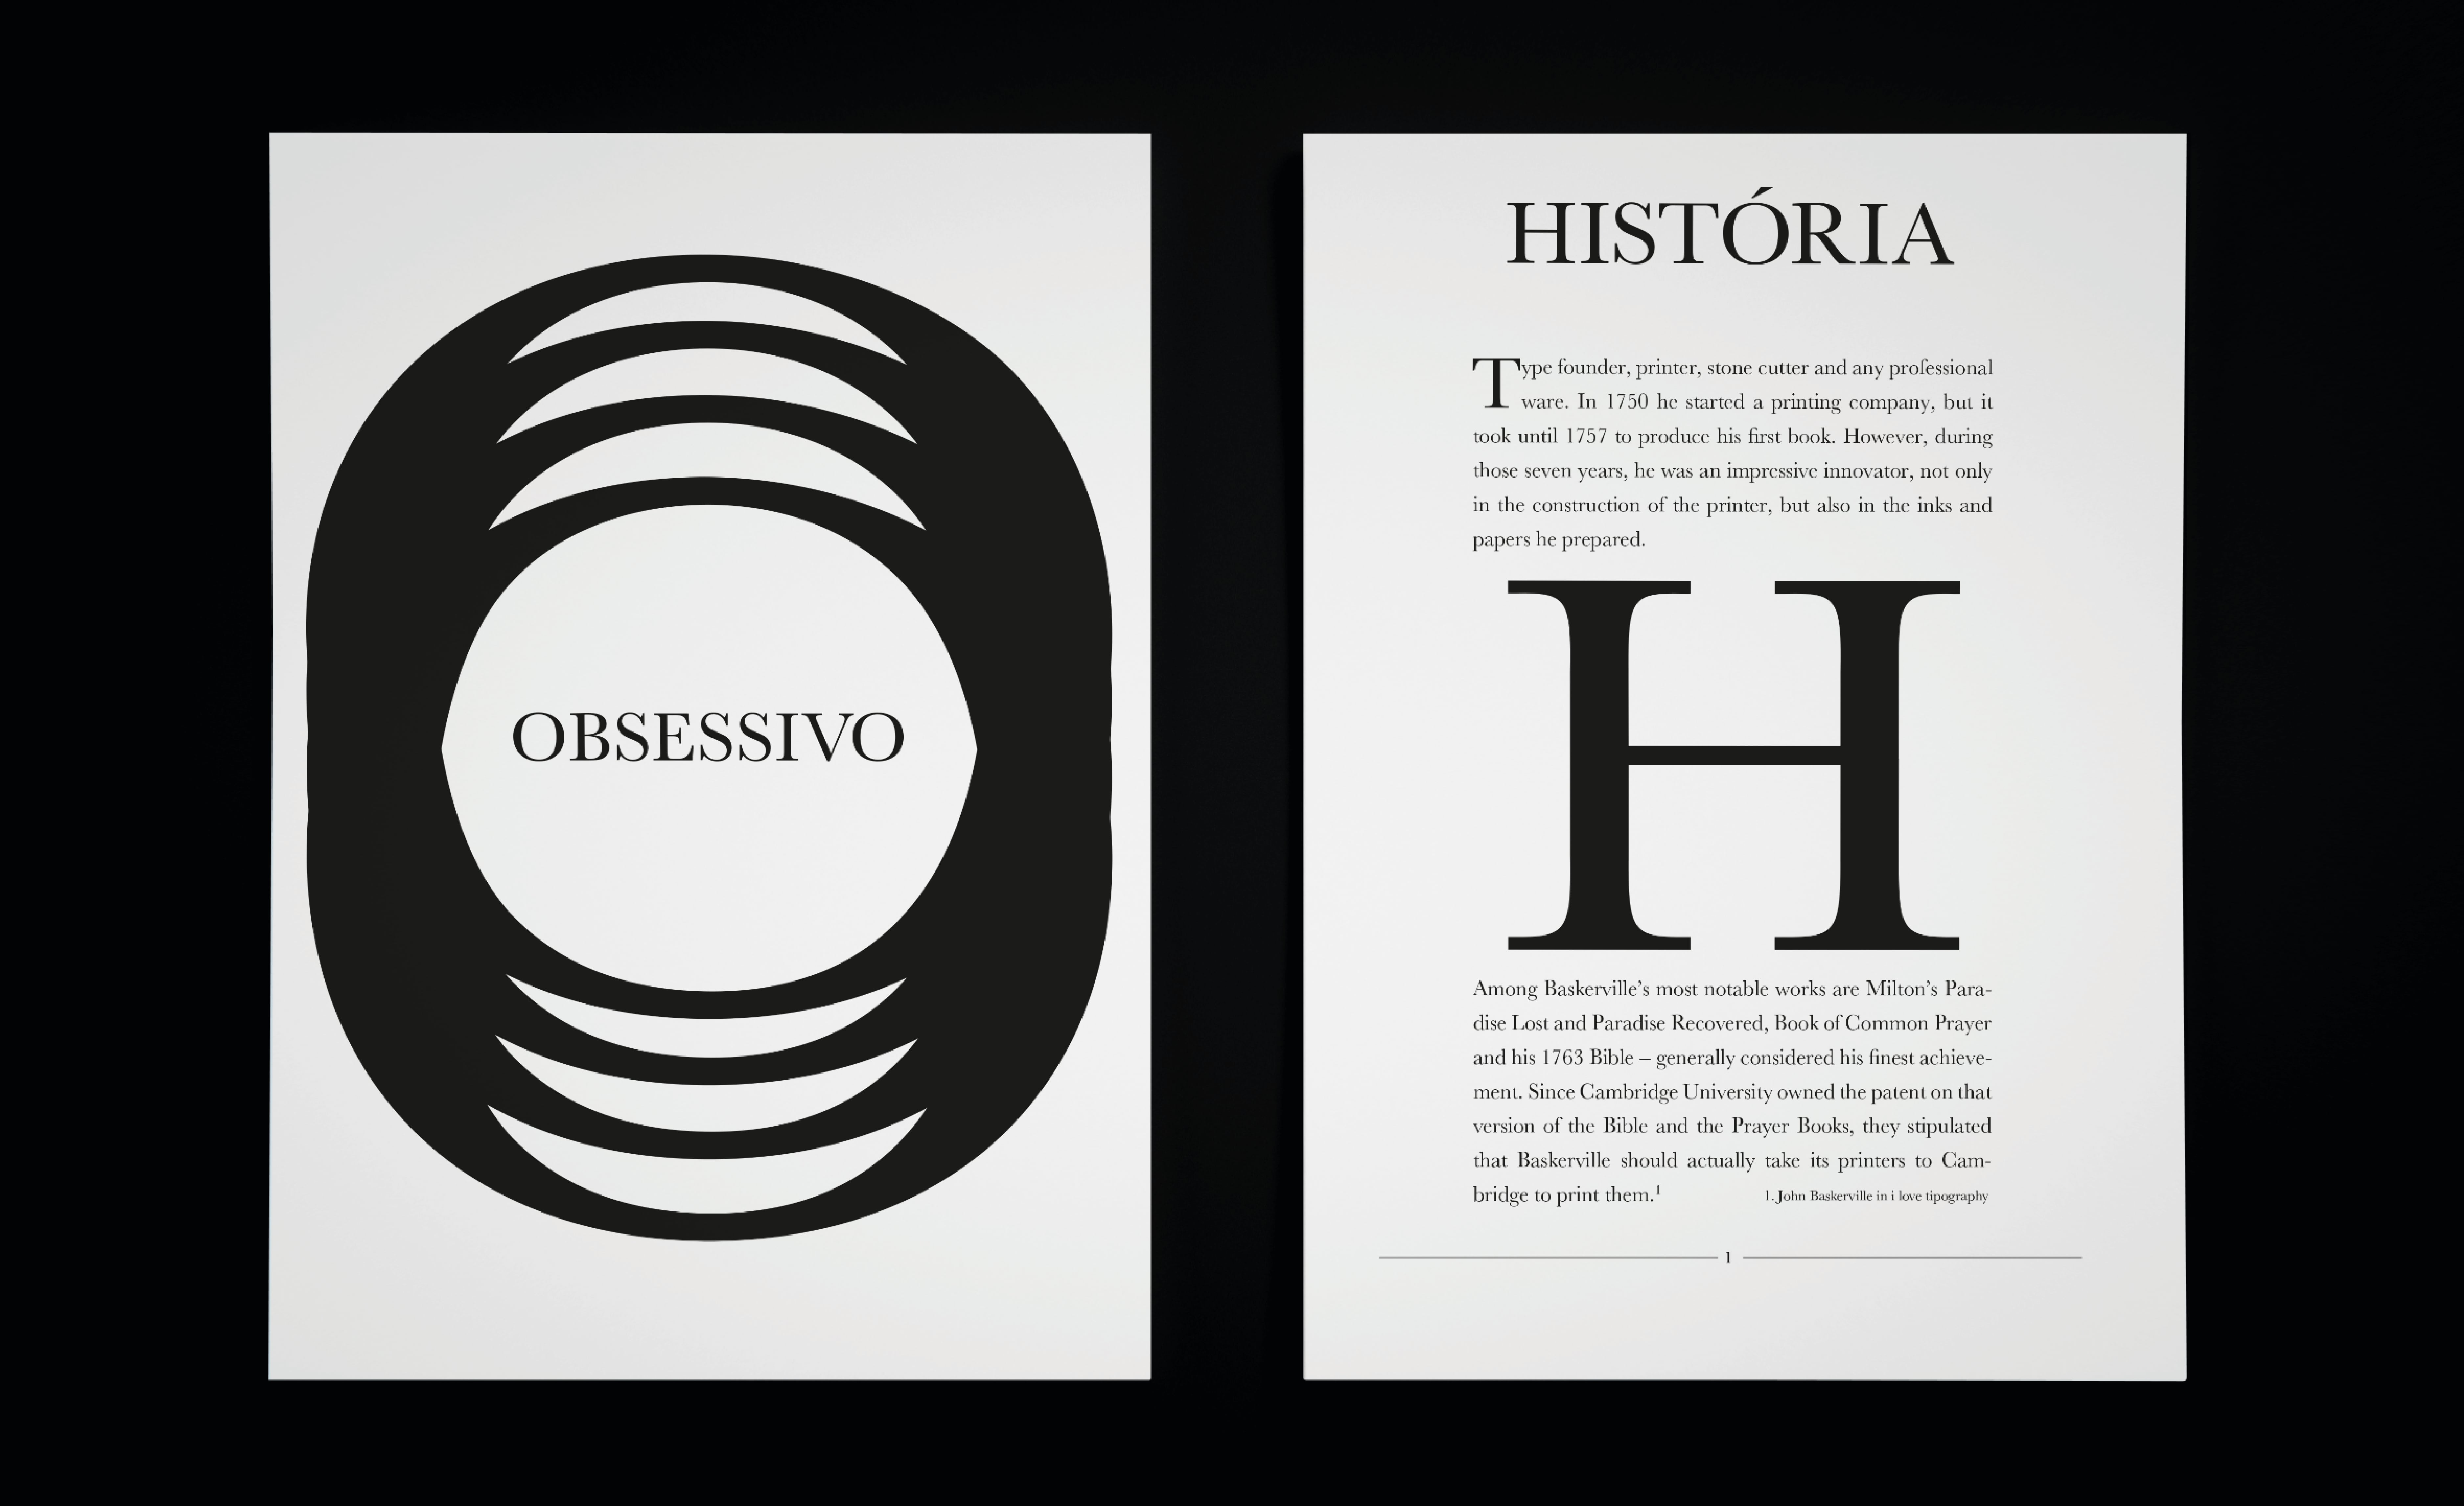 OBSESSIVO
HISTÓRIA
Type founder, printer, stone cutter and any professional
ware. In 1750 he started a printing company, but it
took until 1757 to produce his first book. However, during
those seven years, he was an impressive innovator, not only
in the construction of the printer, but also in the inks and
papers he prepared.
H
Among Baskerville’s most notable works are Milton’s Para-
dise Lost and Paradise Recovered, Book of Common Prayer
and his 1763 Bible – generally considered his finest achieve-
ment. Since Cambridge University owned the patent on that
version of the Bible and the Prayer Books, they stipulated
that Baskerville should actually take its printers to Cam-
bridge to print them.¹
1. John Baskerville in i love tipography
1